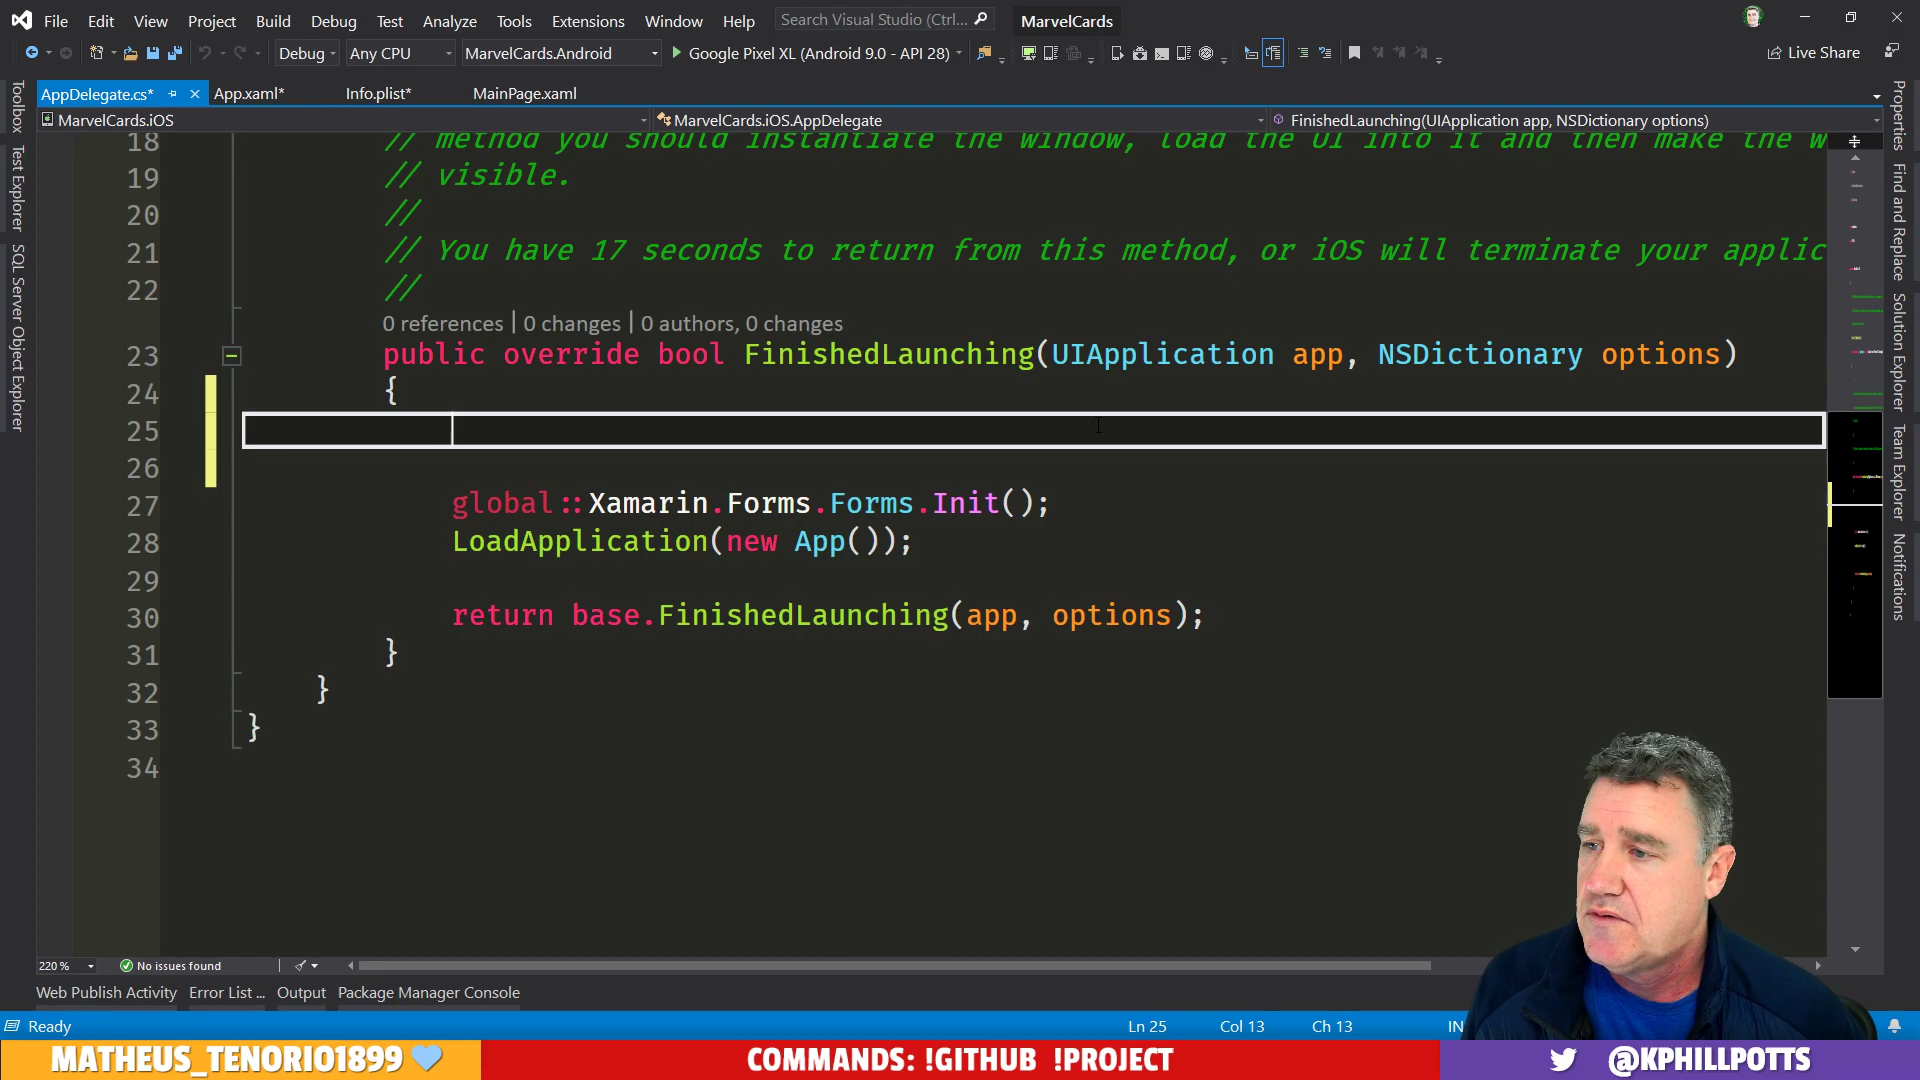 File Edit View Project Build Debug Test Analyze Tools Extensions Window Help Search Visual Studio (Ctrl... MarvelCards
Debug Any CPU MarvelCards.Android Google Pixel XL (Android 9.0 - API 28) Live Share
AppDelegate.cs* App.xaml* Info.plist* MainPage.xaml
MarvelCards.iOS MarvelCards.iOS.AppDelegate FinishedLaunching(UIApplication app, NSDictionary options)
Toolbox
Test Explorer
SQL Server Object Explorer
18 // method you should instantiate the window, load the UI into it and then make the w
19 // visible.
20 //
21 // You have 17 seconds to return from this method, or iOS will terminate your applic
22 //
0 references | 0 changes | 0 authors, 0 changes
23 public override bool FinishedLaunching(UIApplication app, NSDictionary options)
24 {
25
26
27 global::Xamarin.Forms.Forms.Init();
28 LoadApplication(new App());
29
30 return base.FinishedLaunching(app, options);
31 }
32 }
33 }
34
Properties
Find and Replace
Solution Explorer
Team Explorer
Notifications
220 % No issues found
Web Publish Activity Error List ... Output Package Manager Console
Ready Ln 25 Col 13 Ch 13 IN
MATHEUS_TENORIO1899 COMMANDS: !GITHUB !PROJECT @KPHILLPOTTS